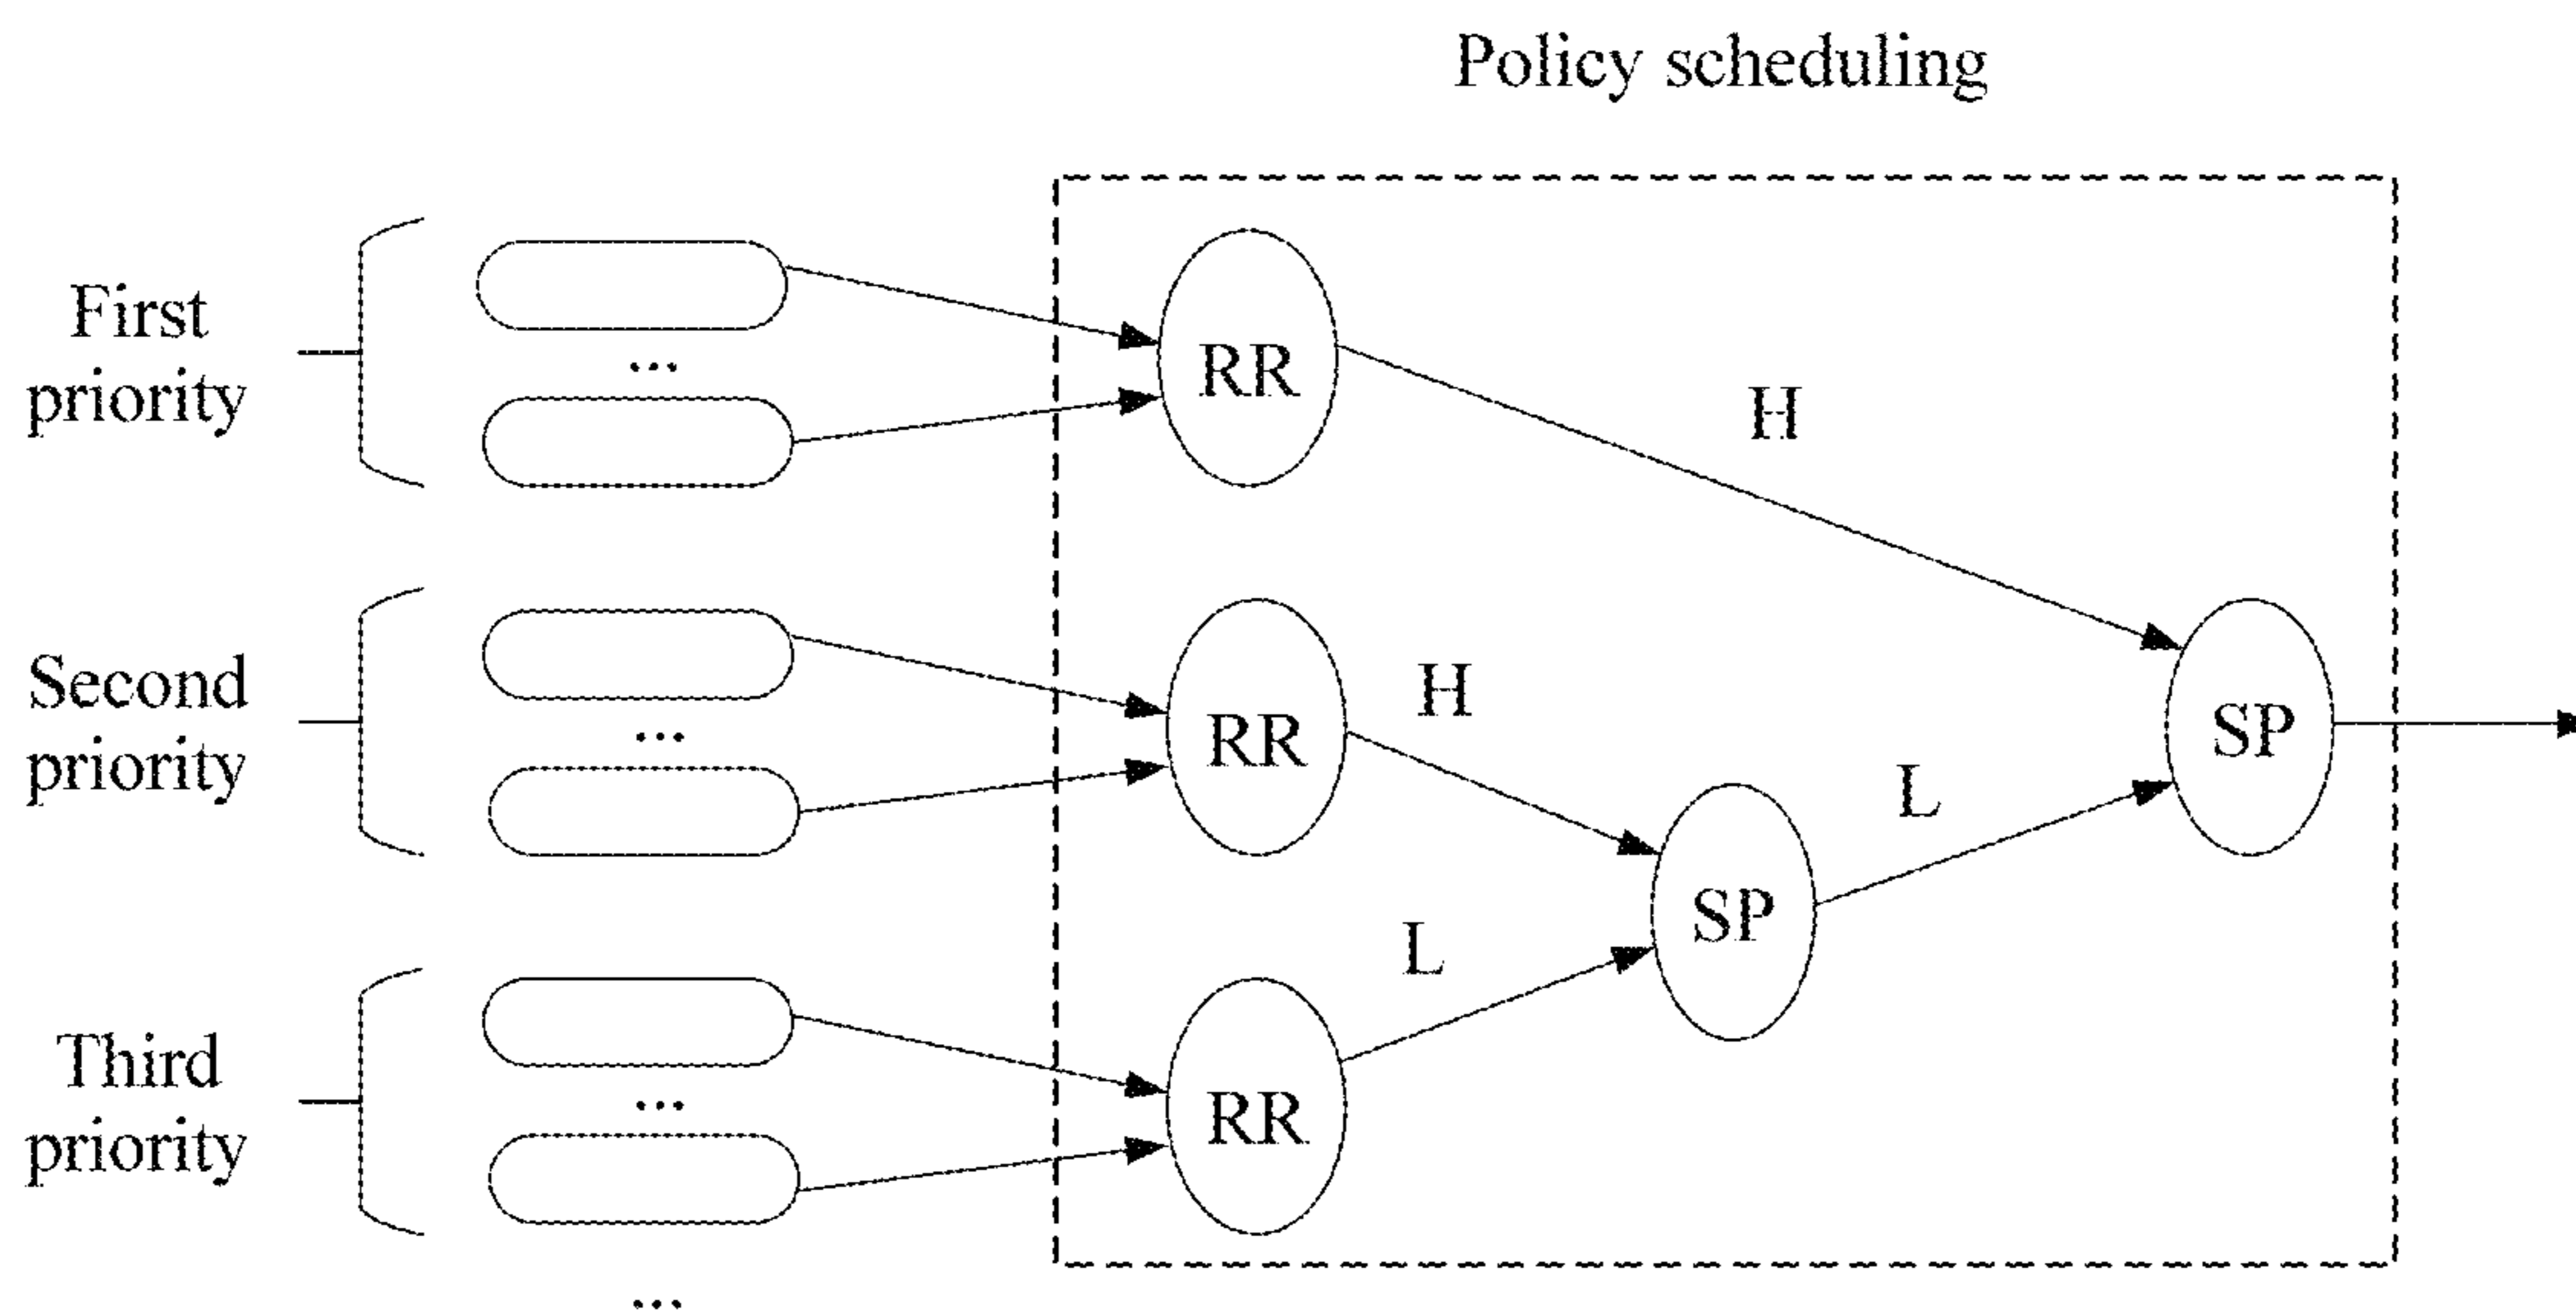 Policy scheduling
First
priority
...
RR
H
Second
priority
...
RR
H
SP
L
SP
L
Third
priority
...
RR
...